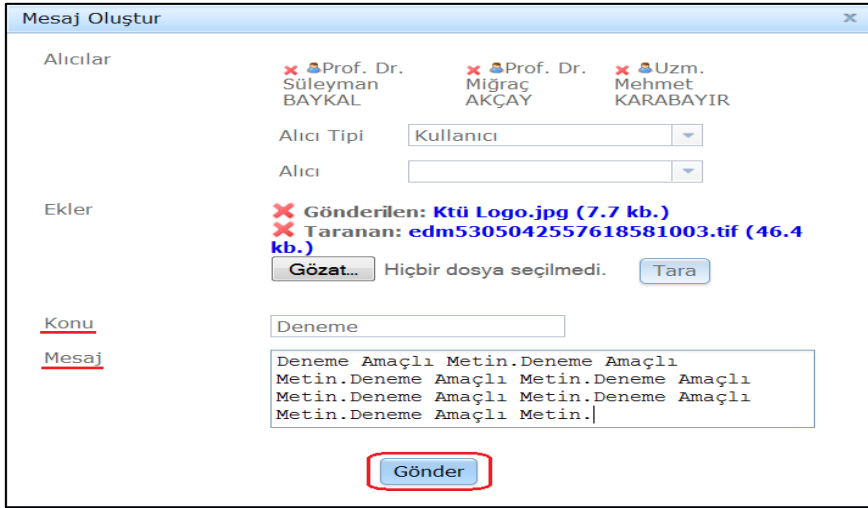 Mesaj Oluştur
Alıcılar
Prof. Dr. Süleyman BAYKAL
Prof. Dr. Miğraç AKÇAY
Uzm. Mehmet KARABAYIR
Alıcı Tipi Kullanıcı
Alıcı
Ekler
Gönderilen: Ktü Logo.jpg (7.7 kb.)
Taranan: edm5305042557618581003.tif (46.4
kb.)
Gözat... Hiçbir dosya seçilmedi. Tara
Konu Deneme
Mesaj
Deneme Amaçlı Metin.Deneme Amaçlı
Metin.Deneme Amaçlı Metin.Deneme Amaçlı
Metin.Deneme Amaçlı Metin.Deneme Amaçlı
Metin.Deneme Amaçlı Metin.
Gönder